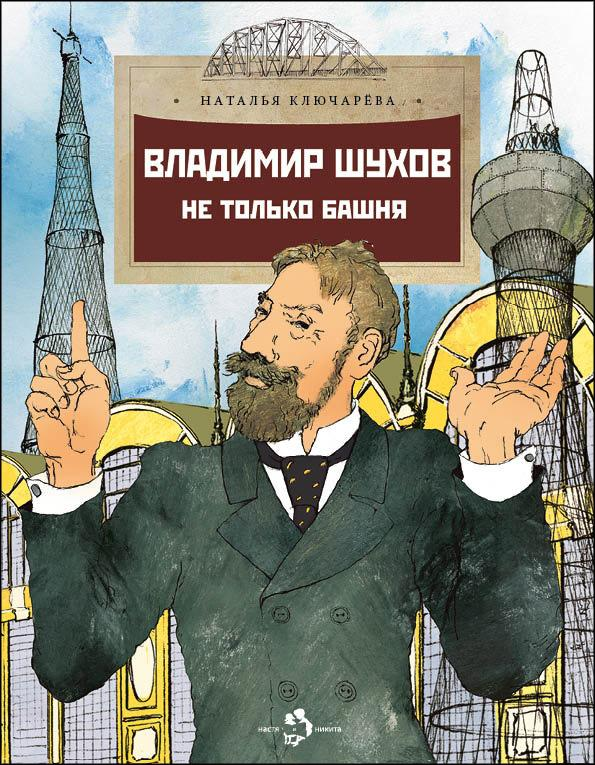 НАТАЛЬЯ КЛЮЧАРЁВА
ВЛАДИМИР ШУХОВ
НЕ ТОЛЬКО БАШНЯ
настя и никита